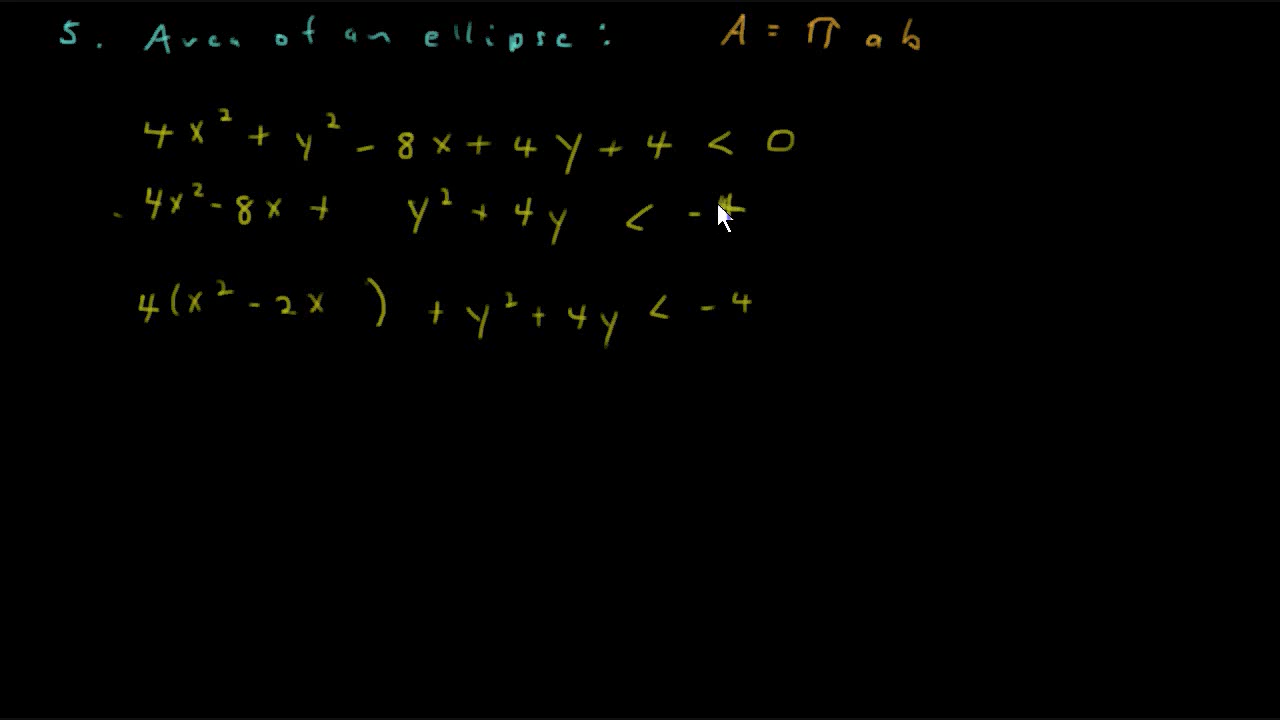 5. Area of an ellipse: A = π a b
4x² + y² - 8x + 4y + 4 < 0
4x² - 8x + y² + 4y < - 4
4(x² - 2x ) + y² + 4y < - 4